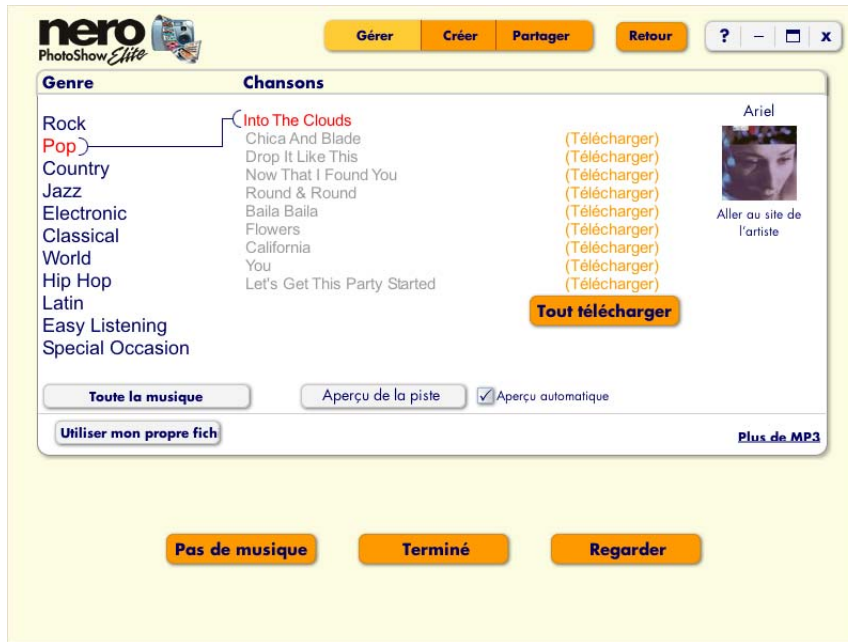 nero
PhotoShow Elite
Gérer Créer Partager Retour ? – x
Genre Chansons
Rock
Pop
Country
Jazz
Electronic
Classical
World
Hip Hop
Latin
Easy Listening
Special Occasion
Into The Clouds
Chica And Blade (Télécharger)
Drop It Like This (Télécharger)
Now That I Found You (Télécharger)
Round & Round (Télécharger)
Baila Baila (Télécharger)
Flowers (Télécharger)
California (Télécharger)
You (Télécharger)
Let's Get This Party Started (Télécharger)
Tout télécharger
Ariel
Aller au site de
l'artiste
Toute la musique Aperçu de la piste Aperçu automatique
Utiliser mon propre fich Plus de MP3
Pas de musique Terminé Regarder